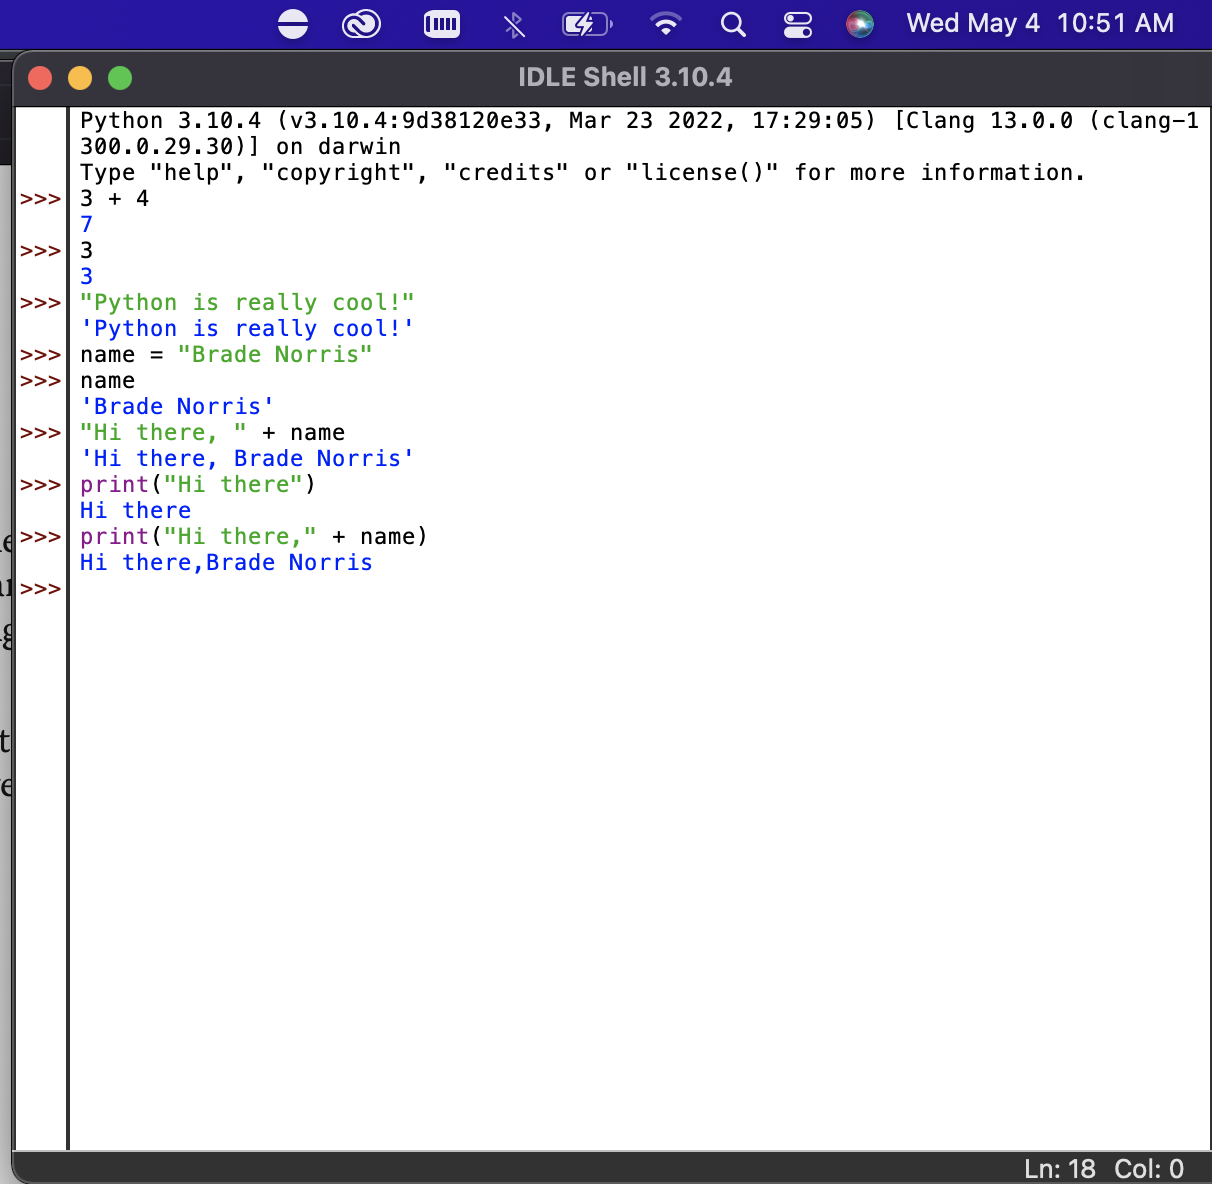 Wed May 4 10:51 AM
IDLE Shell 3.10.4
Python 3.10.4 (v3.10.4:9d38120e33, Mar 23 2022, 17:29:05) [Clang 13.0.0 (clang-1
300.0.29.30)] on darwin
Type "help", "copyright", "credits" or "license()" for more information.
>>> 3 + 4
7
>>> 3
3
>>> "Python is really cool!"
'Python is really cool!'
>>> name = "Brade Norris"
>>> name
'Brade Norris'
>>> "Hi there, " + name
'Hi there, Brade Norris'
>>> print("Hi there")
Hi there
>>> print("Hi there," + name)
Hi there,Brade Norris
>>>
Ln: 18 Col: 0